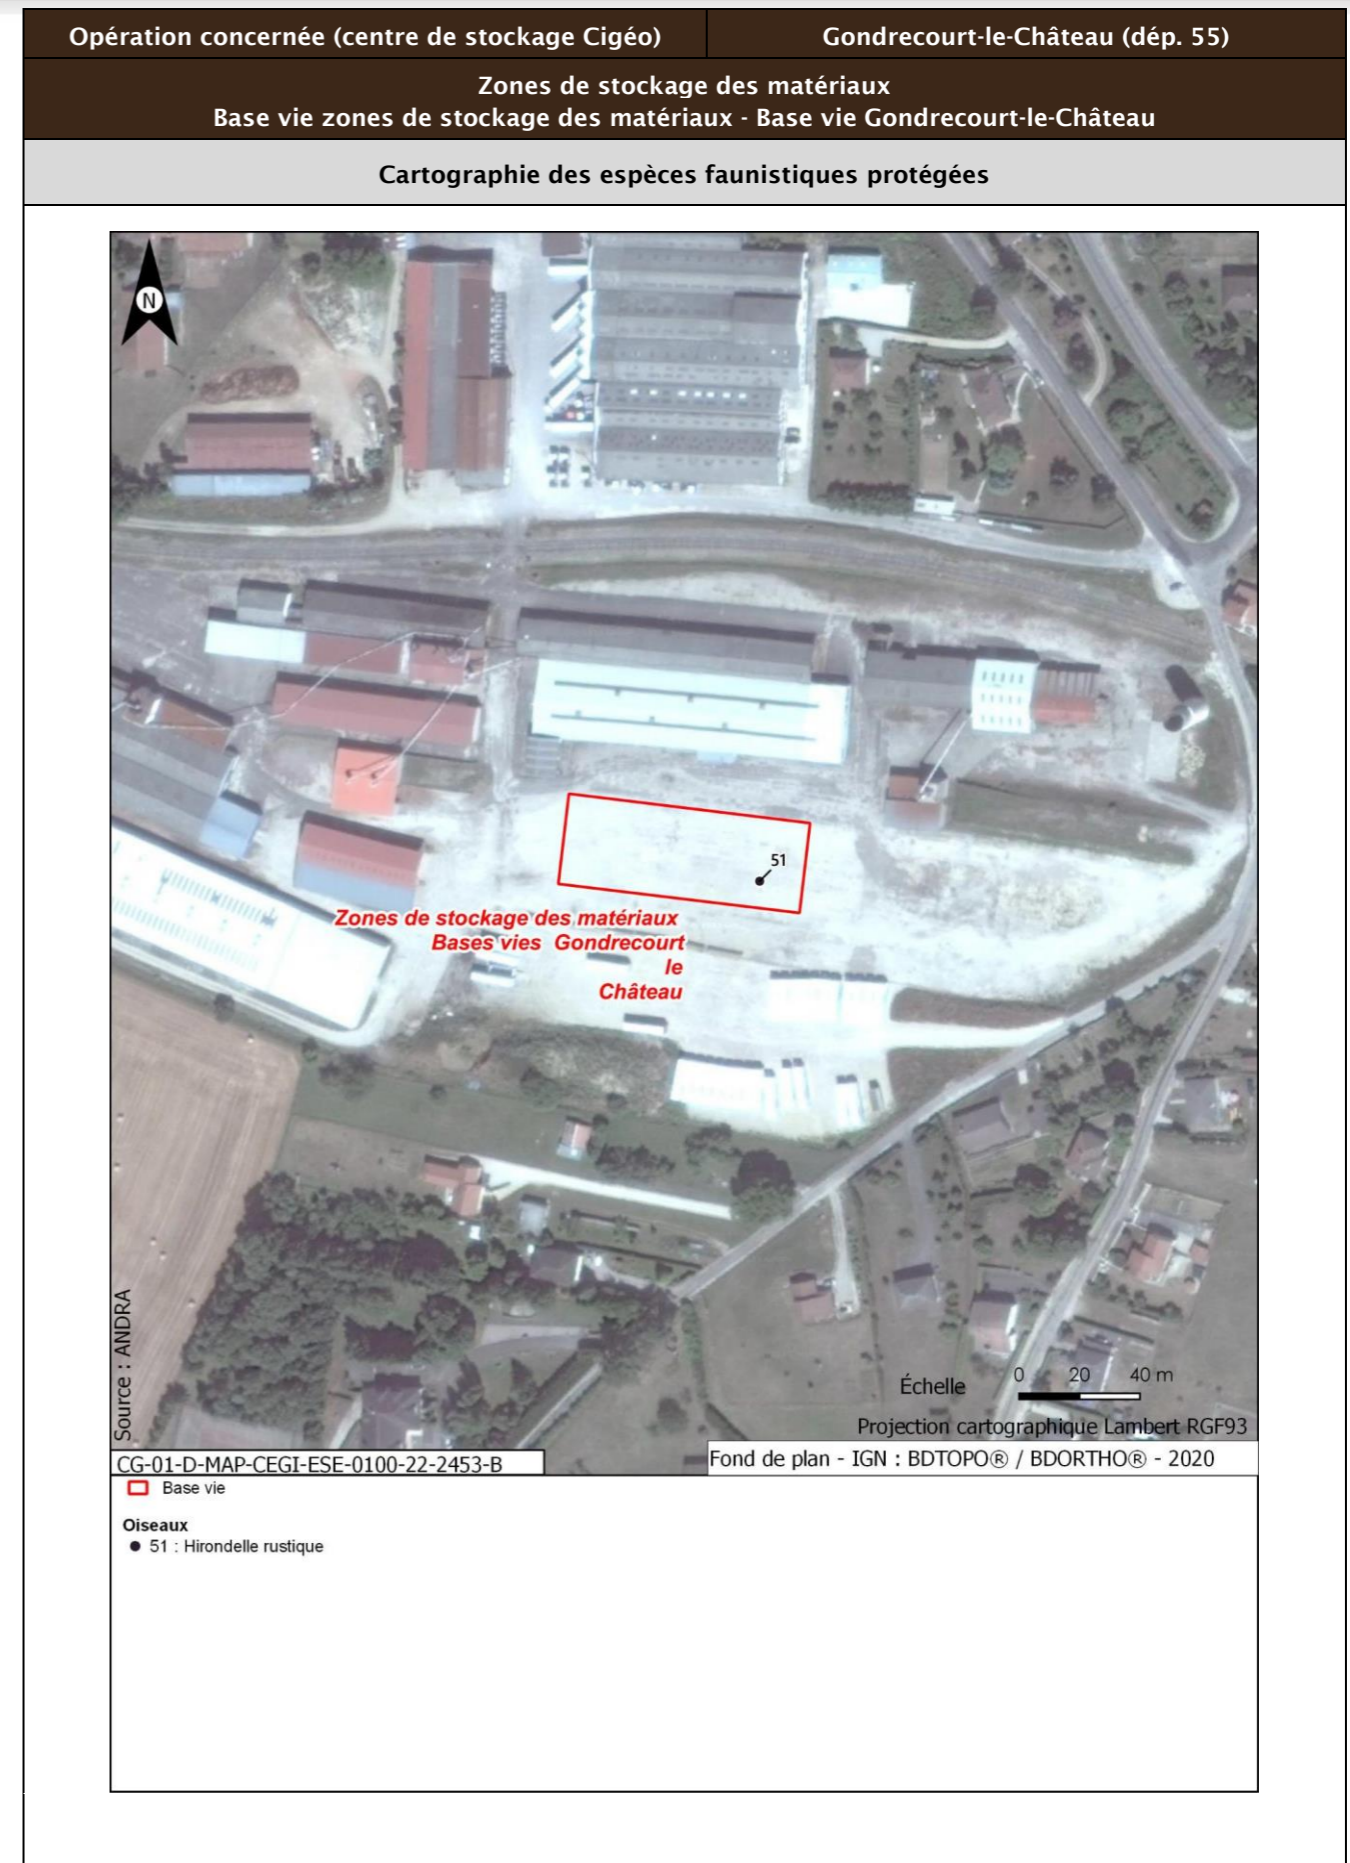 Opération concernée (centre de stockage Cigéo)
Gondrecourt-le-Château (dép. 55)
Zones de stockage des matériaux
Base vie zones de stockage des matériaux - Base vie Gondrecourt-le-Château
Cartographie des espèces faunistiques protégées
N
51
Zones de stockage des matériaux
Bases vies Gondrecourt
le
Château
Source : ANDRA
Échelle
0 20 40 m
Projection cartographique Lambert RGF93
CG-01-D-MAP-CEGI-ESE-0100-22-2453-B
Fond de plan - IGN : BDTOPO® / BDORTHO® - 2020
Base vie
Oiseaux
51 : Hirondelle rustique